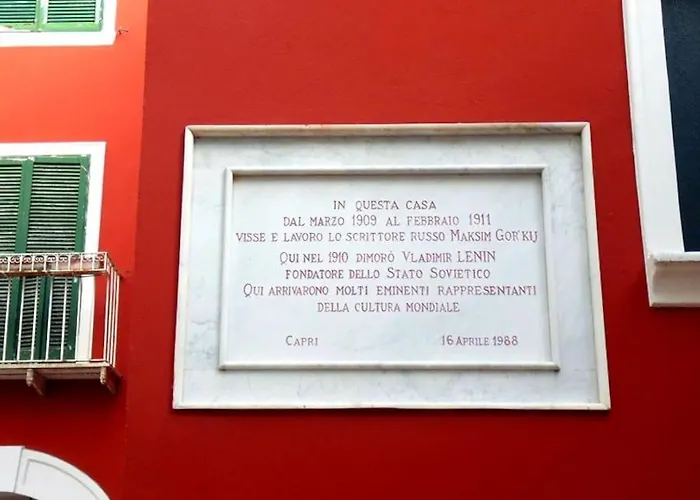 IN QUESTA CASA
DAL MARZO 1909 AL FEBBRAIO 1911
VISSE E LAVORO LO SCRITTORE RUSSO MAKSIM GOR'KIJ
QUI NEL 1910 DIMORÒ VLADIMIR LENIN
FONDATORE DELLO STATO SOVIETICO
QUI ARRIVARONO MOLTI EMINENTI RAPPRESENTANTI
DELLA CULTURA MONDIALE
CAPRI 16 APRILE 1988